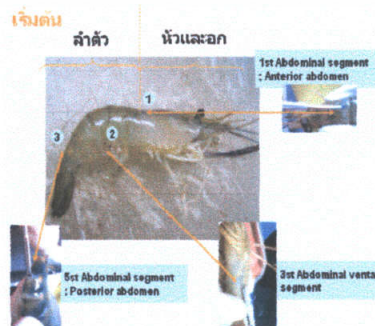 เริ่มต้น
ลำตัว
หัวและอก
1st Abdominal segment
: Anterior abdomen
1
2
3
5st Abdominal segment
: Posterior abdomen
3st Abdominal venta
segment